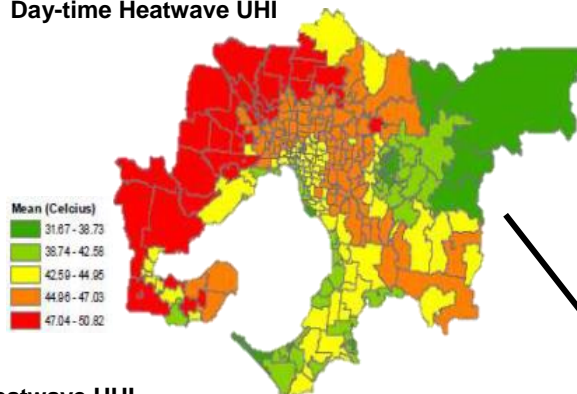 Day-time Heatwave UHI
Mean (Celcius)
31.67 - 38.73
38.74 - 42.58
42.59 - 44.95
44.96 - 47.03
47.04 - 50.82